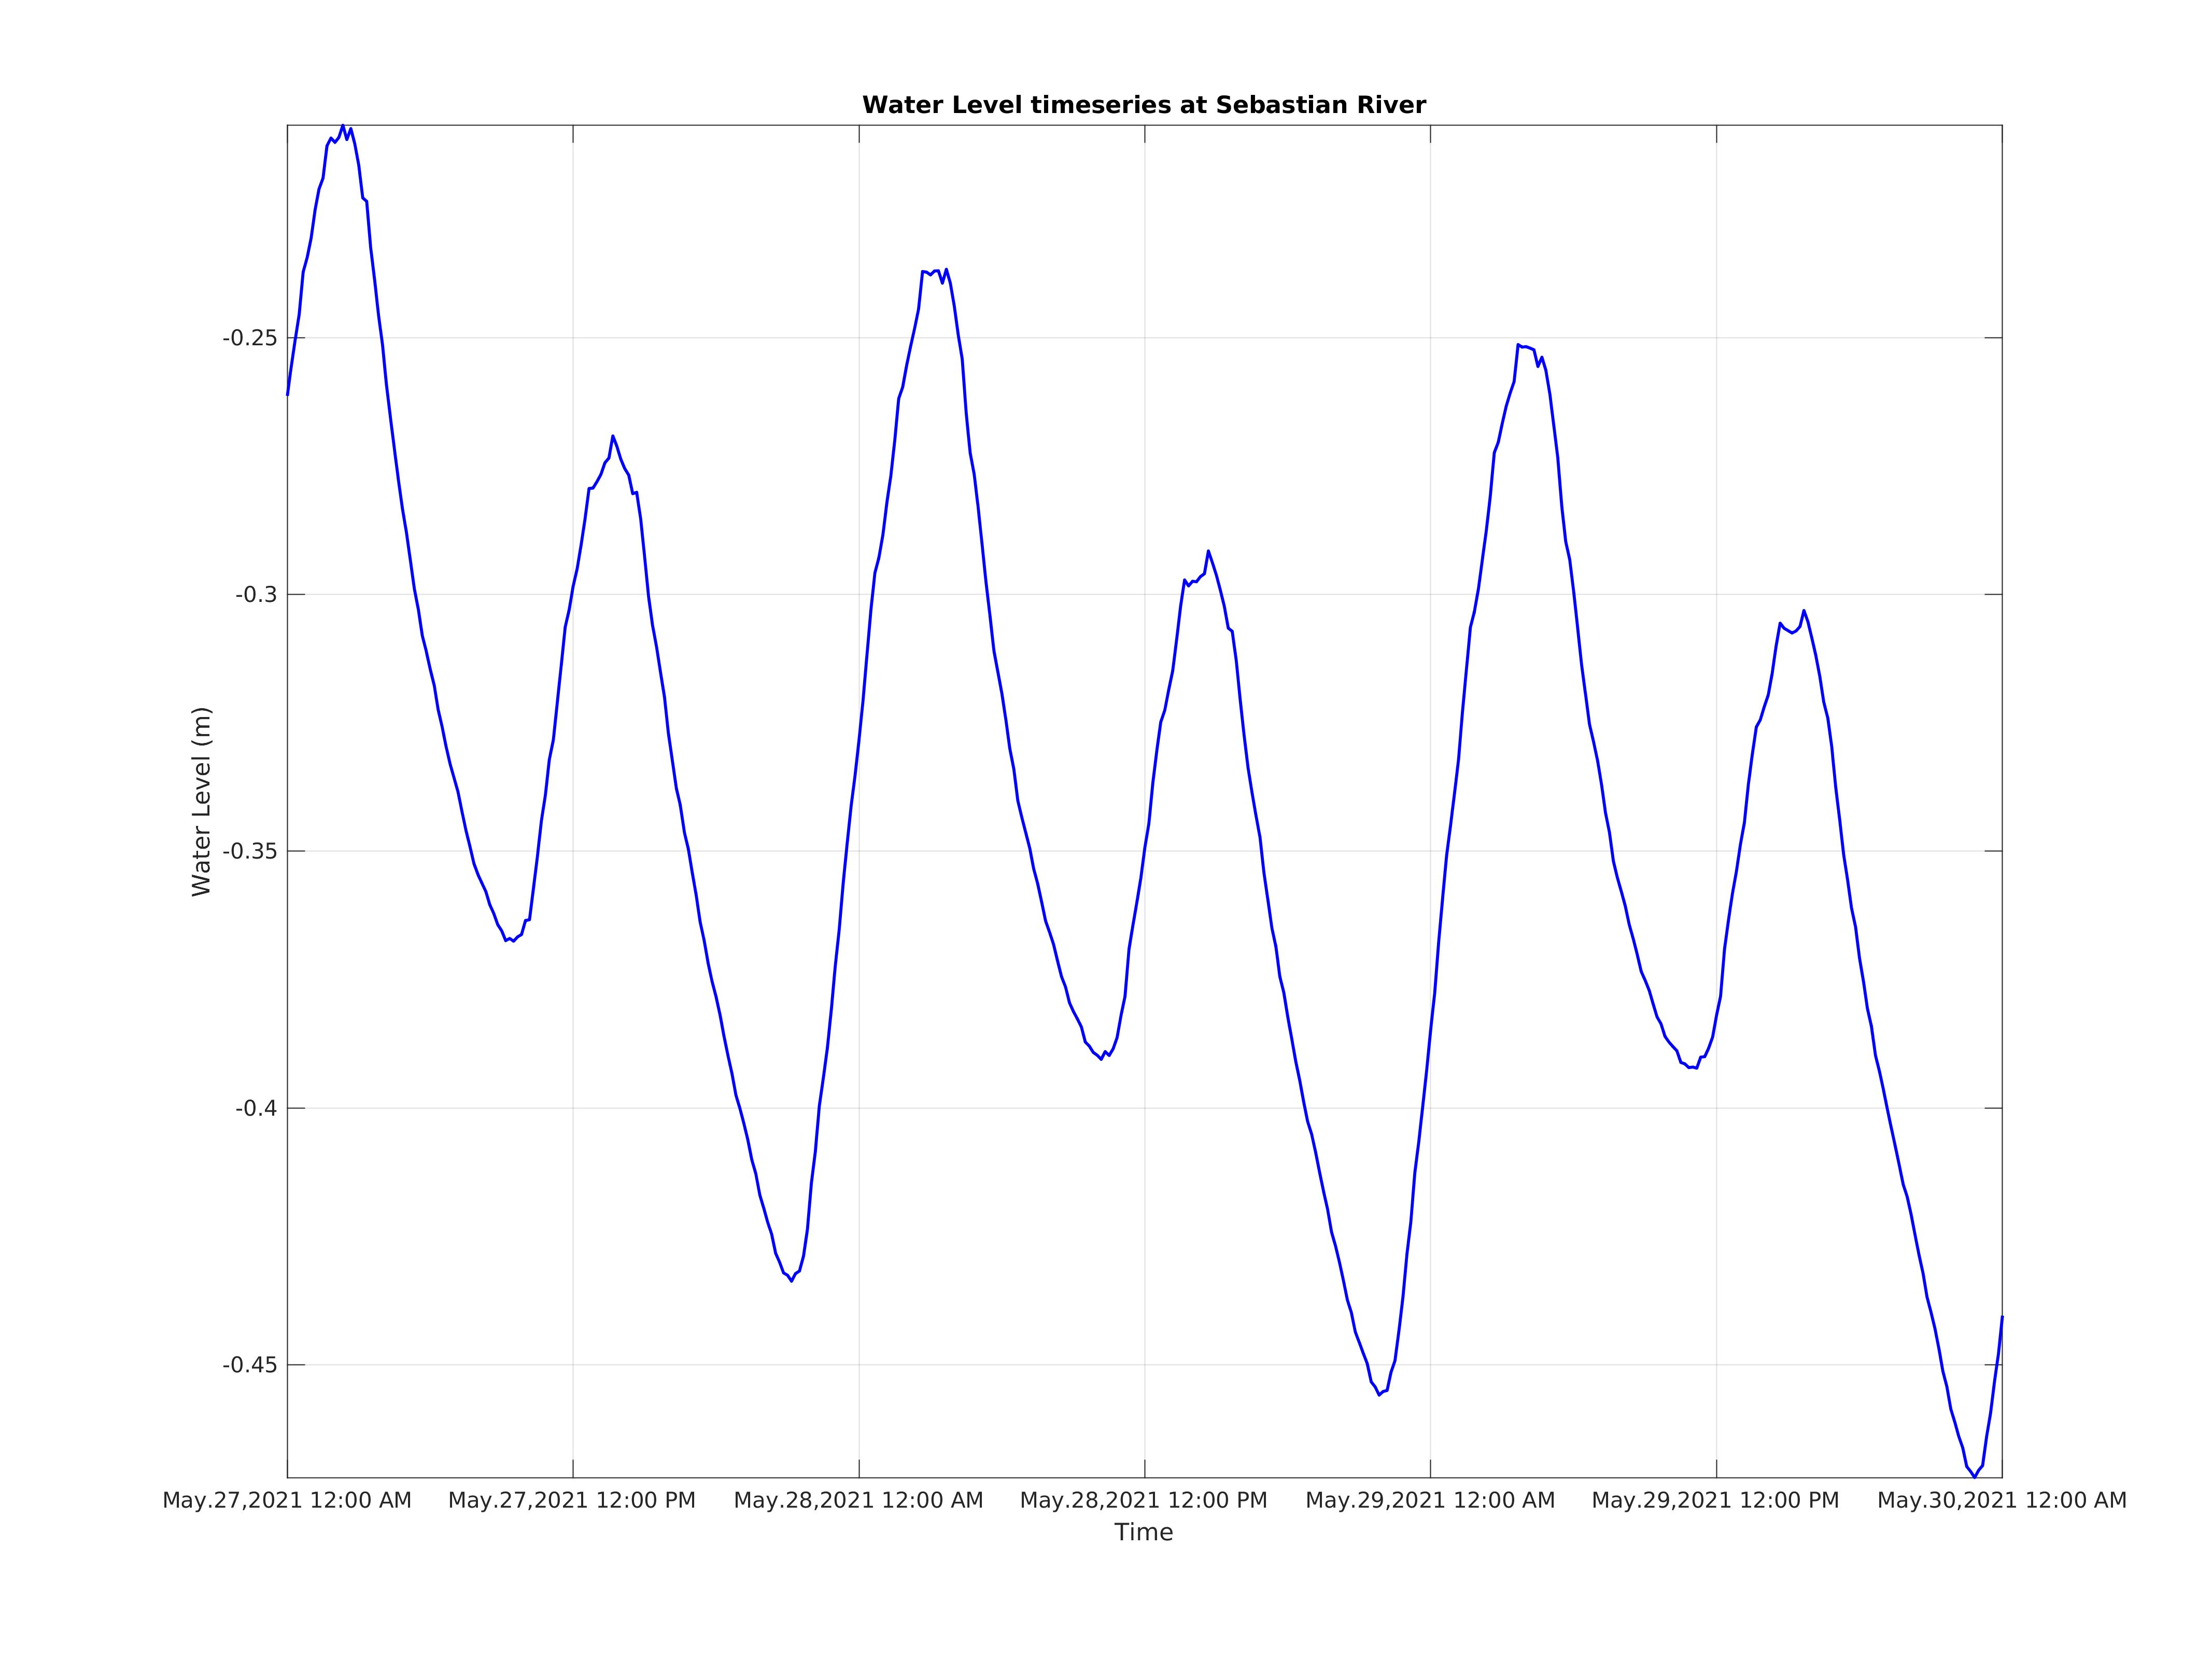 Water Level timeseries at Sebastian River
Water Level (m)
-0.25
-0.3
-0.35
-0.4
-0.45
May.27,2021 12:00 AM
May.27,2021 12:00 PM
May.28,2021 12:00 AM
May.28,2021 12:00 PM
May.29,2021 12:00 AM
May.29,2021 12:00 PM
May.30,2021 12:00 AM
Time